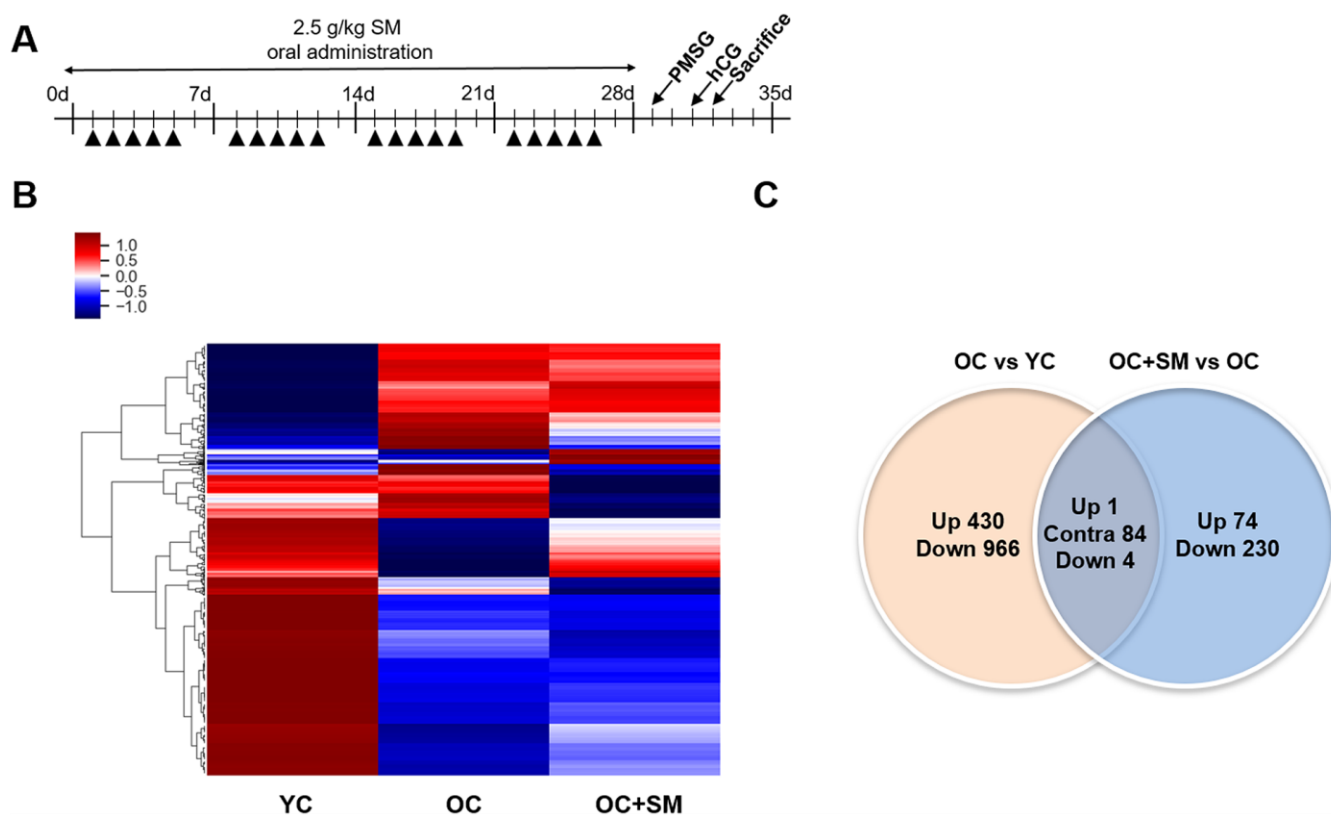 A
2.5 g/kg SM
oral administration
PMSG
hCG
Sacrifice
0d
7d
14d
21d
28d
35d
B
C
1.0
0.5
0.0
−0.5
−1.0
YC
OC
OC+SM
OC vs YC
OC+SM vs OC
Up 430
Down 966
Up 1
Contra 84
Down 4
Up 74
Down 230